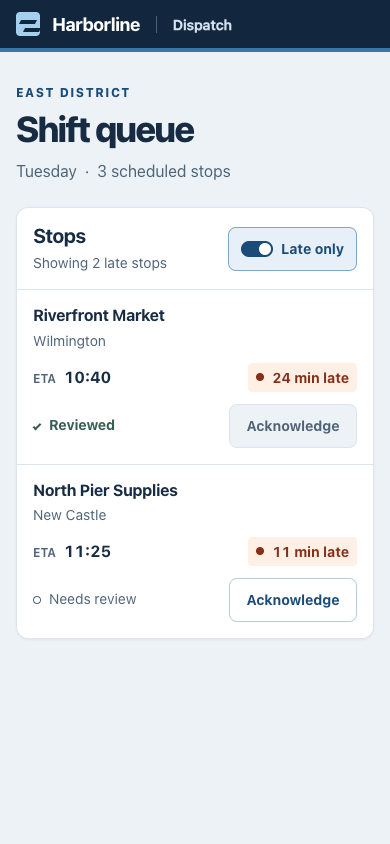 Harborline Dispatch
EAST DISTRICT
Shift queue
Tuesday · 3 scheduled stops
Stops
Showing 2 late stops
Late only
Riverfront Market
Wilmington
ETA 10:40
24 min late
Reviewed
Acknowledge
North Pier Supplies
New Castle
ETA 11:25
11 min late
Needs review
Acknowledge